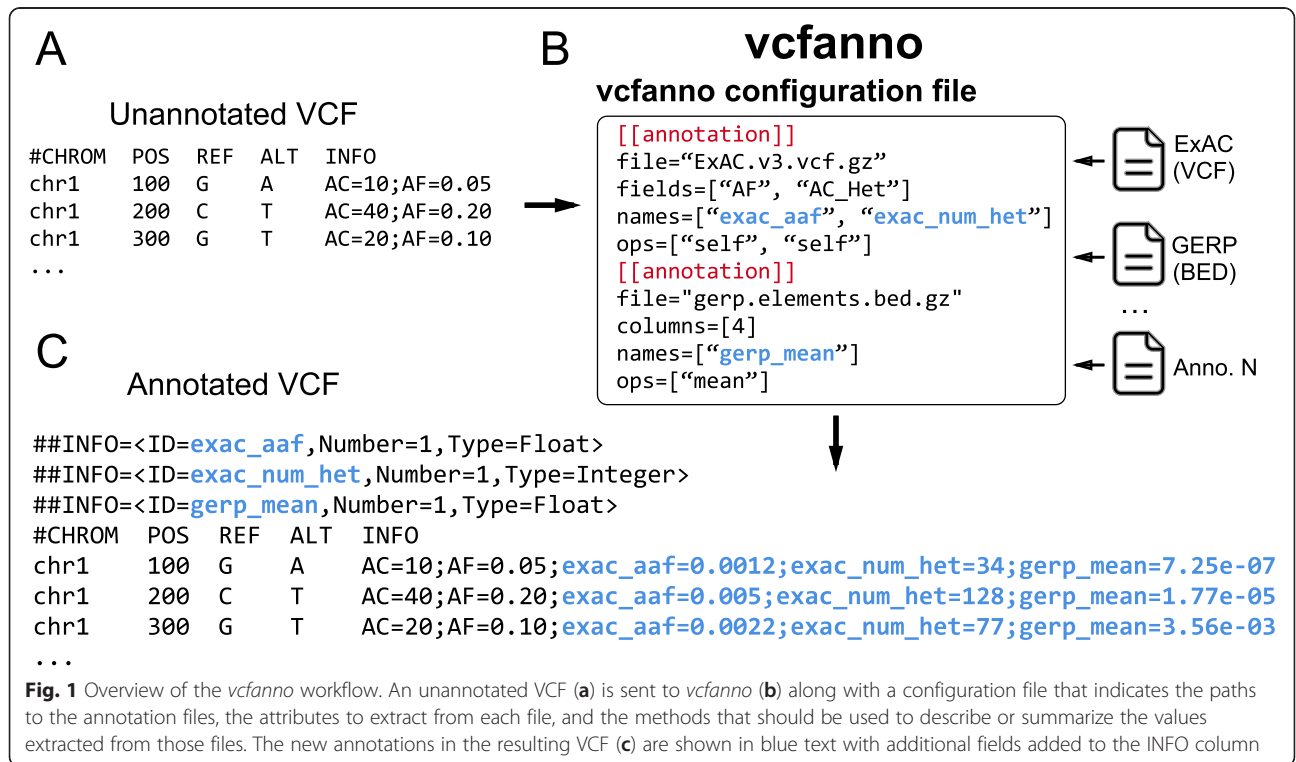 A
Unannotated VCF
#CHROM POS REF ALT INFO
chr1 100 G A AC=10;AF=0.05
chr1 200 C T AC=40;AF=0.20
chr1 300 G T AC=20;AF=0.10
...
B
vcfanno
vcfanno configuration file
[[annotation]]
file=“ExAC.v3.vcf.gz”
fields=[“AF”, “AC_Het”]
names=[“exac_aaf”, “exac_num_het”]
ops=[“self”, “self”]
[[annotation]]
file="gerp.elements.bed.gz"
columns=[4]
names=[“gerp_mean”]
ops=[“mean”]
ExAC
(VCF)
GERP
(BED)
...
Anno. N
C
Annotated VCF
##INFO=<ID=exac_aaf,Number=1,Type=Float>
##INFO=<ID=exac_num_het,Number=1,Type=Integer>
##INFO=<ID=gerp_mean,Number=1,Type=Float>
#CHROM POS REF ALT INFO
chr1 100 G A AC=10;AF=0.05;exac_aaf=0.0012;exac_num_het=34;gerp_mean=7.25e-07
chr1 200 C T AC=40;AF=0.20;exac_aaf=0.005;exac_num_het=128;gerp_mean=1.77e-05
chr1 300 G T AC=20;AF=0.10;exac_aaf=0.0022;exac_num_het=77;gerp_mean=3.56e-03
...
Fig. 1 Overview of the vcfanno workflow. An unannotated VCF (a) is sent to vcfanno (b) along with a configuration file that indicates the paths
to the annotation files, the attributes to extract from each file, and the methods that should be used to describe or summarize the values
extracted from those files. The new annotations in the resulting VCF (c) are shown in blue text with additional fields added to the INFO column